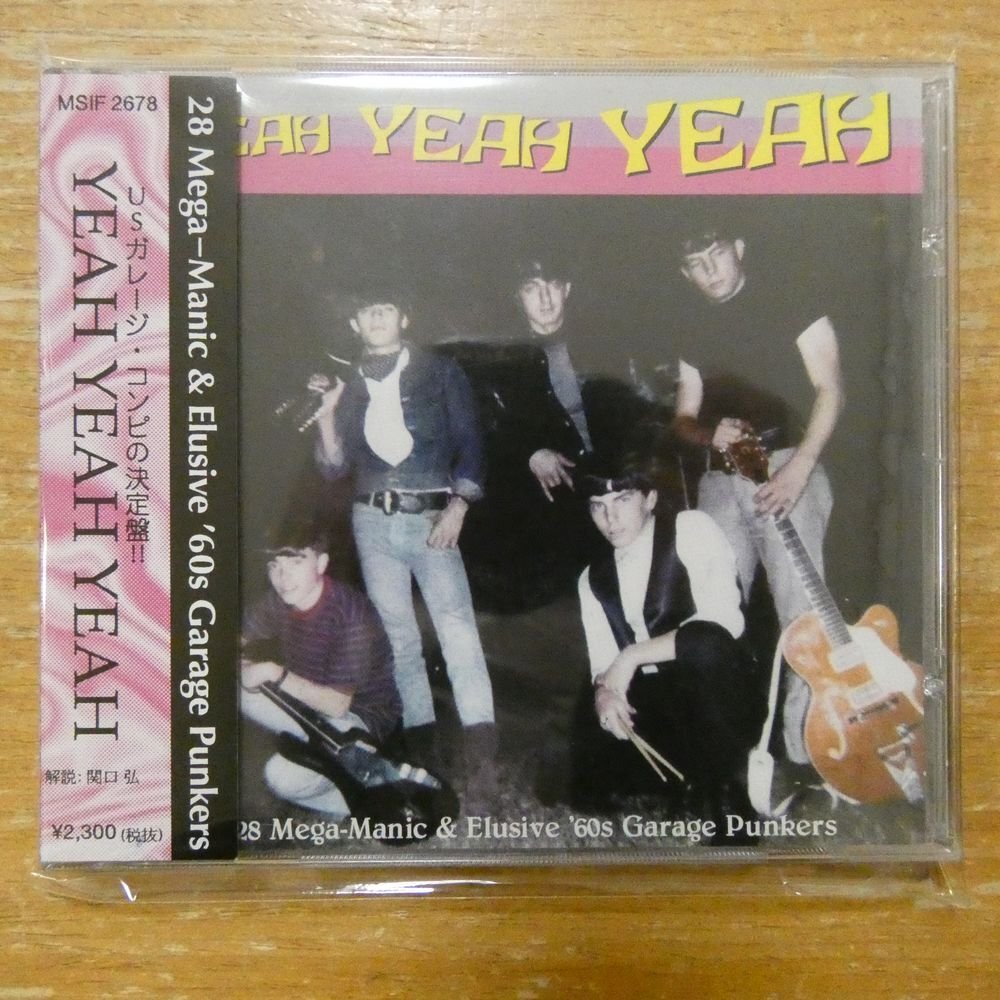 MSIF 2678
USガレージ・コンピの決定盤!!
YEAH YEAH YEAH
解説: 関口 弘
¥2,300 (税抜)
28 Mega-Manic & Elusive '60s Garage Punkers
EAH YEAH YEAH
28 Mega-Manic & Elusive '60s Garage Punkers